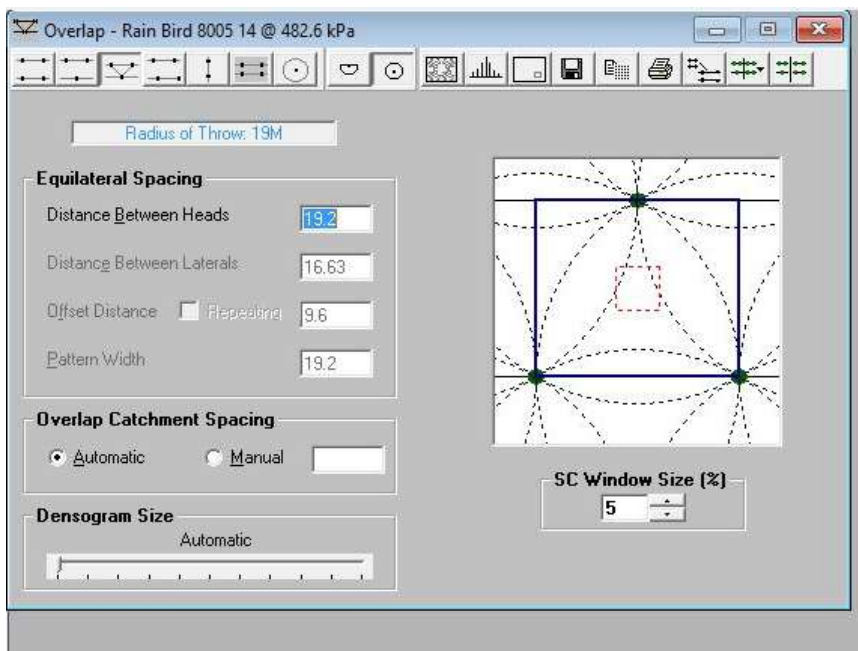 Overlap - Rain Bird 8005 14 @ 482.6 kPa
Radius of Throw: 19M
Equilateral Spacing
Distance Between Heads 19.2
Distance Between Laterals 16.63
Offset Distance Repeating 9.6
Pattern Width 19.2
Overlap Catchment Spacing
Automatic Manual
SC Window Size (%)
5
Densogram Size
Automatic